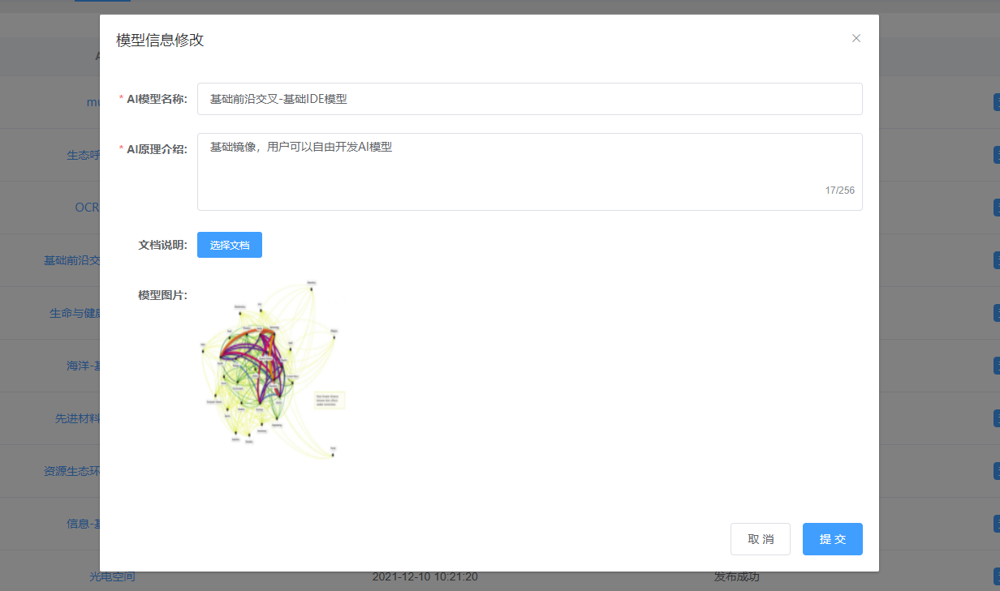 模型信息修改
* AI模型名称: 基础前沿交叉-基础IDE模型
* AI原理介绍: 基础镜像，用户可以自由开发AI模型
17/256
文档说明: 选择文档
模型图片:
取 消 提 交
生态呼
OCR
基础前沿交
生命与健康
海洋-基
先进材料
资源生态环
信息-基
光电空间 2021-12-10 10:21:20 发布成功